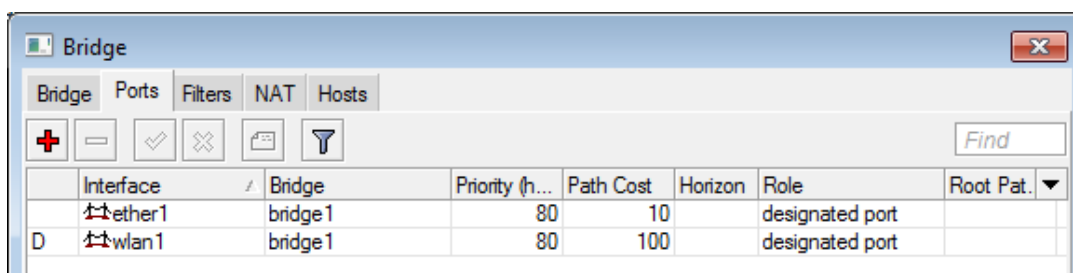 Bridge
Bridge Ports Filters NAT Hosts
Find
Interface Bridge Priority (h... Path Cost Horizon Role Root Pat.
ether1 bridge1 80 10 designated port
D wlan1 bridge1 80 100 designated port